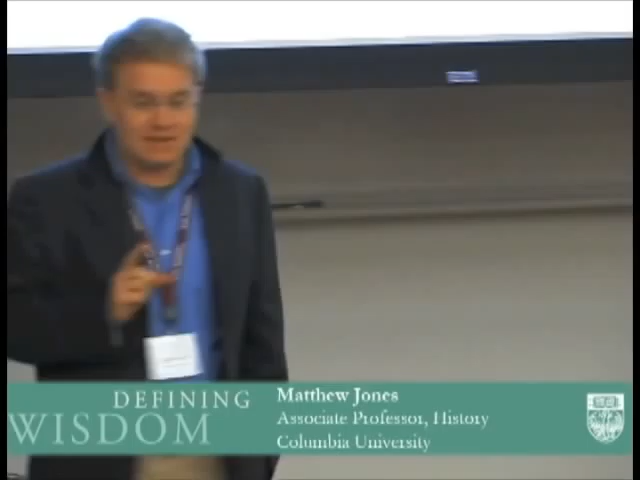 DEFINING
WISDOM
Matthew Jones
Associate Professor, History
Columbia University